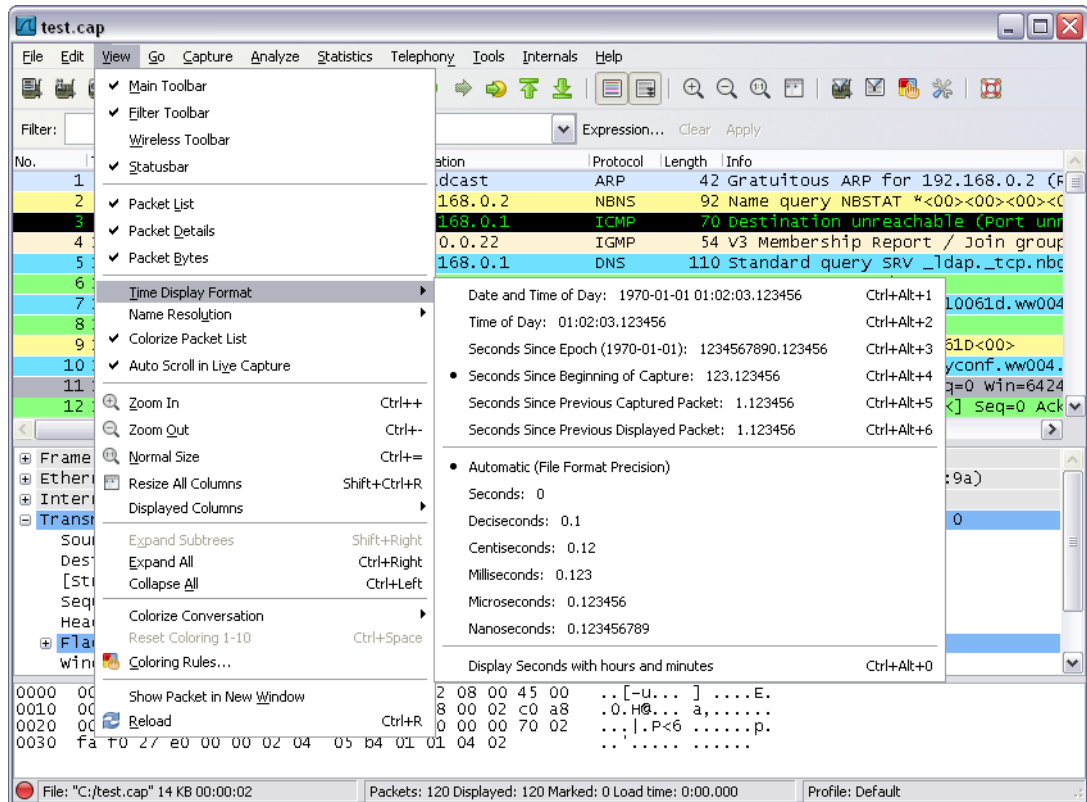 test.cap
File Edit View Go Capture Analyze Statistics Telephony Tools Internals Help
Filter: Expression... Clear Apply
No. Protocol Length Info
1 ARP 42 Gratuitous ARP for 192.168.0.2
2 168.0.2 NBNS 92 Name query NBSTAT *<00><00><00>
3 168.0.1 ICMP 70 Destination unreachable (Port
4 0.0.22 IGMP 54 V3 Membership Report / Join group
5 168.0.1 DNS 110 Standard query SRV _ldap._tcp.nbg
6
7 10061d.ww004
8
9 61D<00>
10 yconf.ww004.
11 Win=6424
12 Seq=0 Ack
Main Toolbar
Filter Toolbar
Wireless Toolbar
Statusbar
Packet List
Packet Details
Packet Bytes
Time Display Format
Name Resolution
Colorize Packet List
Auto Scroll in Live Capture
Zoom In Ctrl++
Zoom Out Ctrl+-
Normal Size Ctrl+=
Resize All Columns Shift+Ctrl+R
Displayed Columns
Expand Subtrees Shift+Right
Expand All Ctrl+Right
Collapse All Ctrl+Left
Colorize Conversation
Reset Coloring 1-10 Ctrl+Space
Coloring Rules...
Show Packet in New Window
Reload Ctrl+R
Date and Time of Day: 1970-01-01 01:02:03.123456 Ctrl+Alt+1
Time of Day: 01:02:03.123456 Ctrl+Alt+2
Seconds Since Epoch (1970-01-01): 1234567890.123456 Ctrl+Alt+3
Seconds Since Beginning of Capture: 123.123456 Ctrl+Alt+4
Seconds Since Previous Captured Packet: 1.123456 Ctrl+Alt+5
Seconds Since Previous Displayed Packet: 1.123456 Ctrl+Alt+6
Automatic (File Format Precision)
Seconds: 0
Deciseconds: 0.1
Centiseconds: 0.12
Milliseconds: 0.123
Microseconds: 0.123456
Nanoseconds: 0.123456789
Display Seconds with hours and minutes Ctrl+Alt+0
Frame
:9a)
0
0000 2 08 00 45 00 ..[-u... ] ....E.
0010 8 00 02 c0 a8 .0.H@... a,......
0020 0 00 00 70 02 ...|.P<6 ......p.
0030 fa f0 27 e0 00 00 02 04 05 b4 01 01 04 02 ..'..... ......
File: "C:/test.cap" 14 KB 00:00:02 Packets: 120 Displayed: 120 Marked: 0 Load time: 0:00.000 Profile: Default